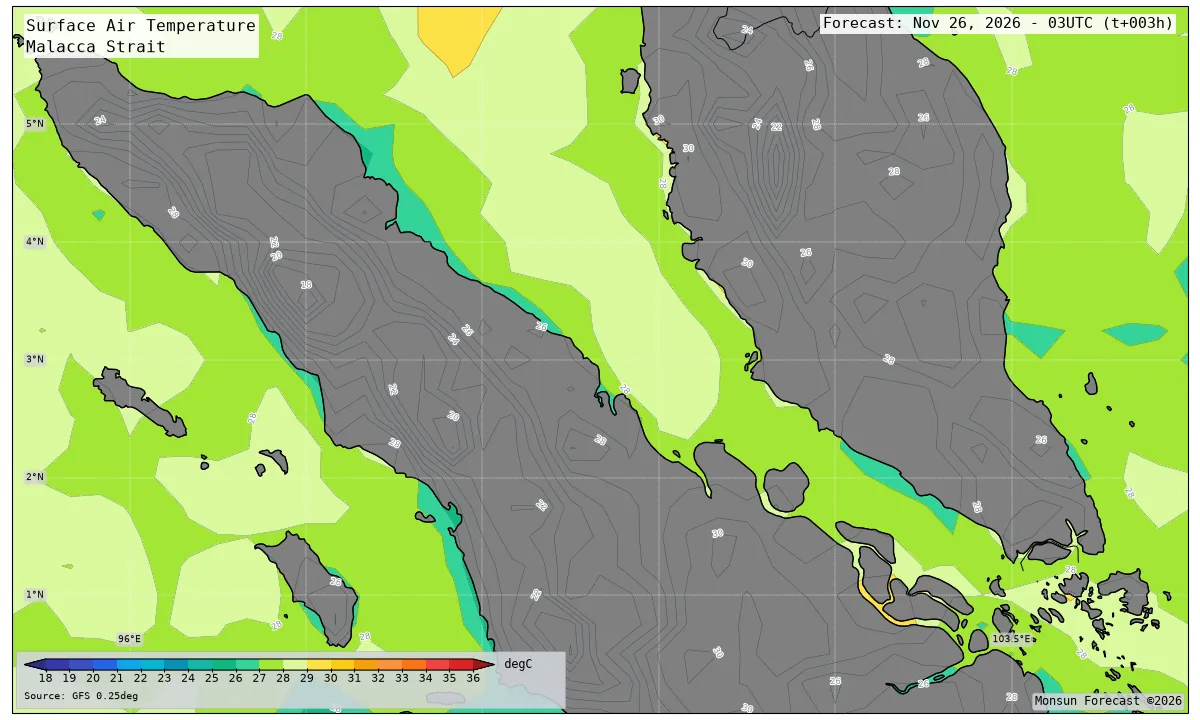 Surface Air Temperature
Malacca Strait
Forecast: Nov 26, 2026 - 03UTC (t+003h)
5°N
4°N
3°N
2°N
1°N
96°E
103.5°E
degC
18 19 20 21 22 23 24 25 26 27 28 29 30 31 32 33 34 35 36
Source: GFS 0.25deg
Monsun Forecast ©2026